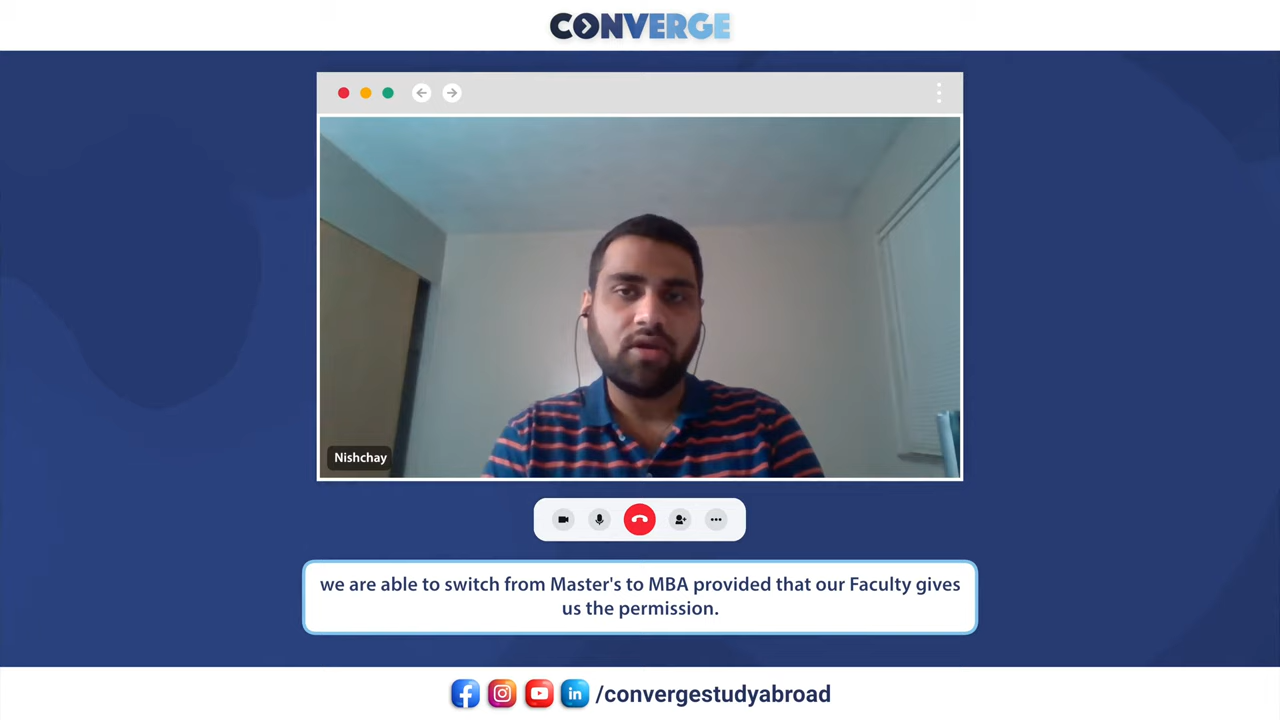 CONVERGE
Nishchay
we are able to switch from Master's to MBA provided that our Faculty gives
us the permission.
/convergestudyabroad